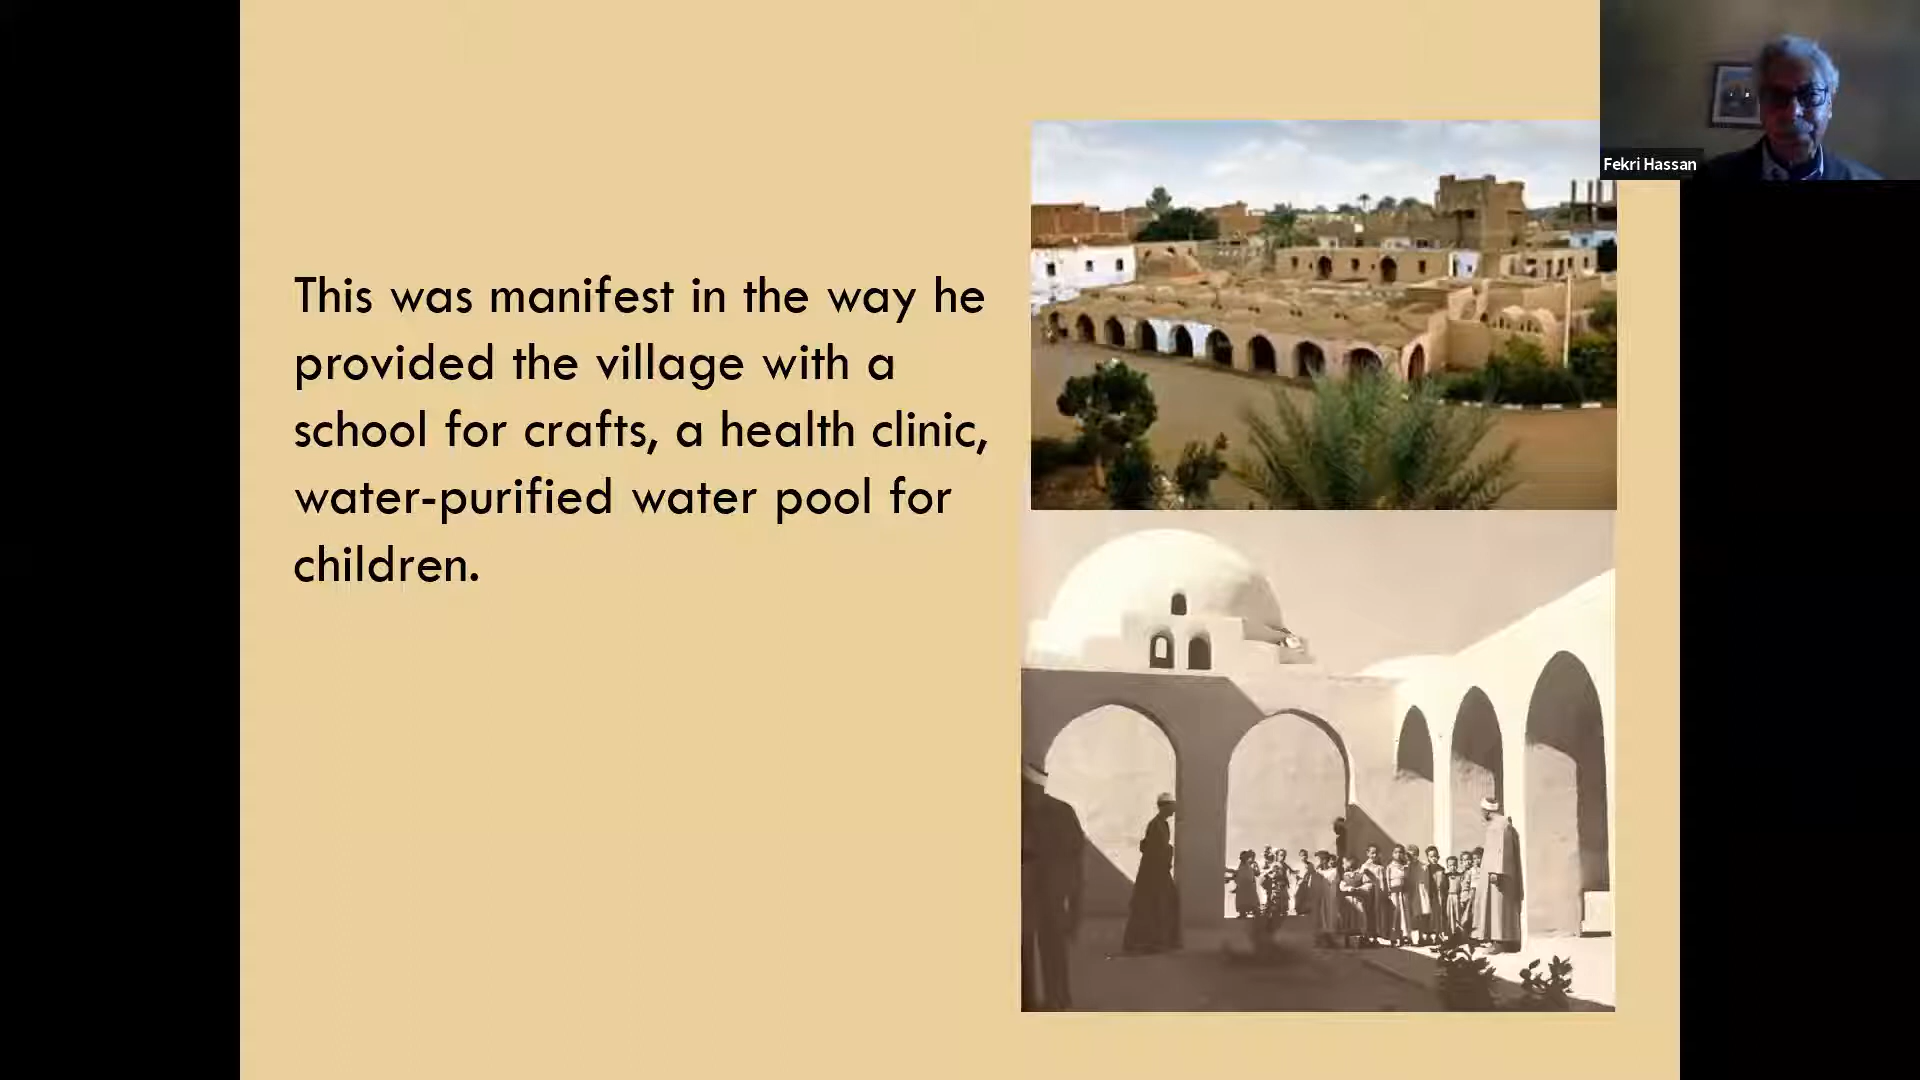 This was manifest in the way he
provided the village with a
school for crafts, a health clinic,
water-purified water pool for
children.
Fekri Hassan